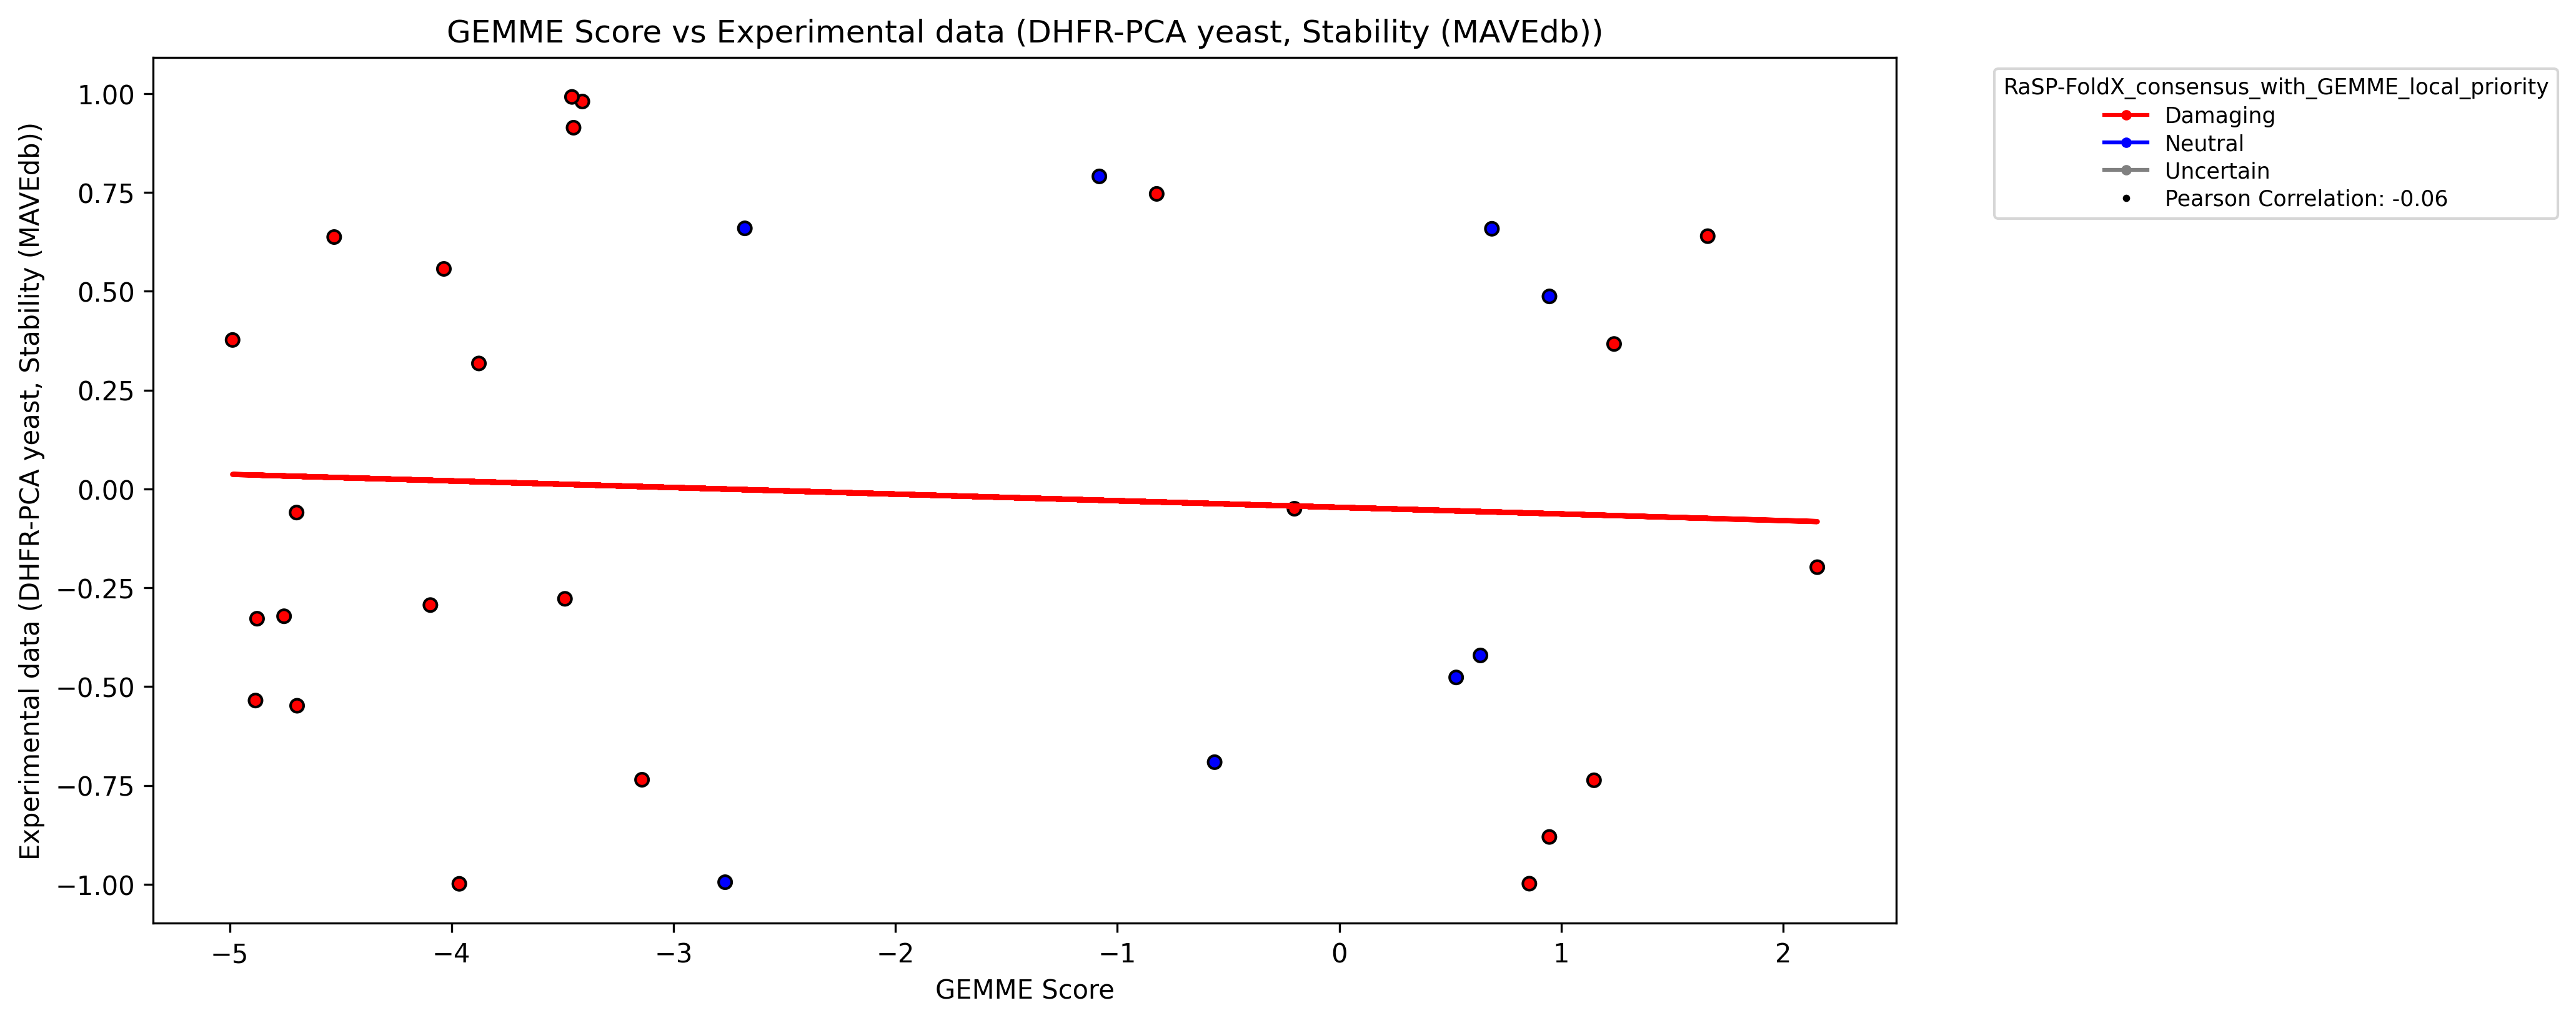 GEMME Score vs Experimental data (DHFR-PCA yeast, Stability (MAVEdb))
Experimental data (DHFR-PCA yeast, Stability (MAVEdb))
1.00
0.75
0.50
0.25
0.00
−0.25
−0.50
−0.75
−1.00
−5
−4
−3
−2
−1
0
1
2
GEMME Score
RaSP-FoldX_consensus_with_GEMME_local_priority
Damaging
Neutral
Uncertain
Pearson Correlation: -0.06